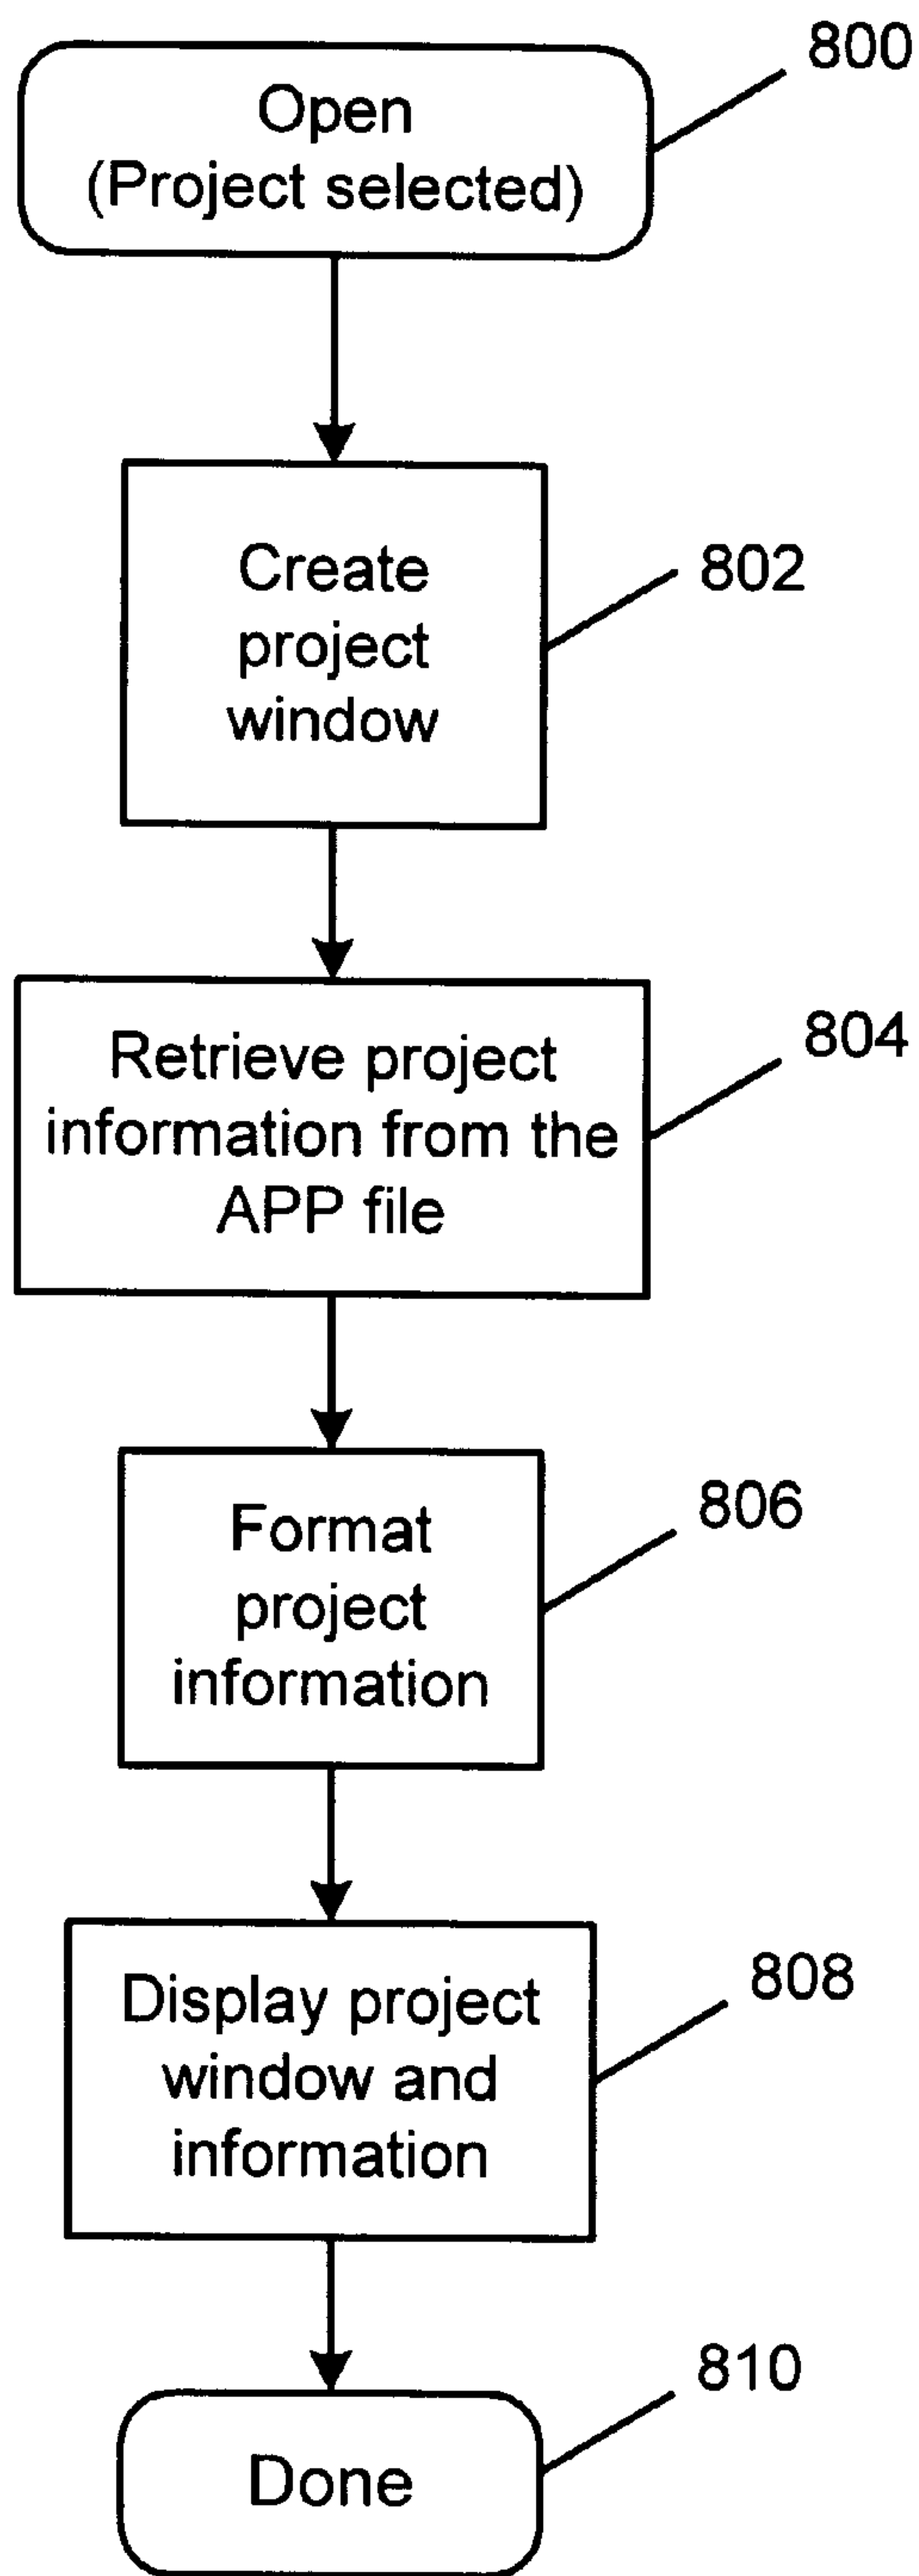 800
Open
(Project selected)
802
Create
project
window
804
Retrieve project
information from the
APP file
806
Format
project
information
808
Display project
window and
information
810
Done